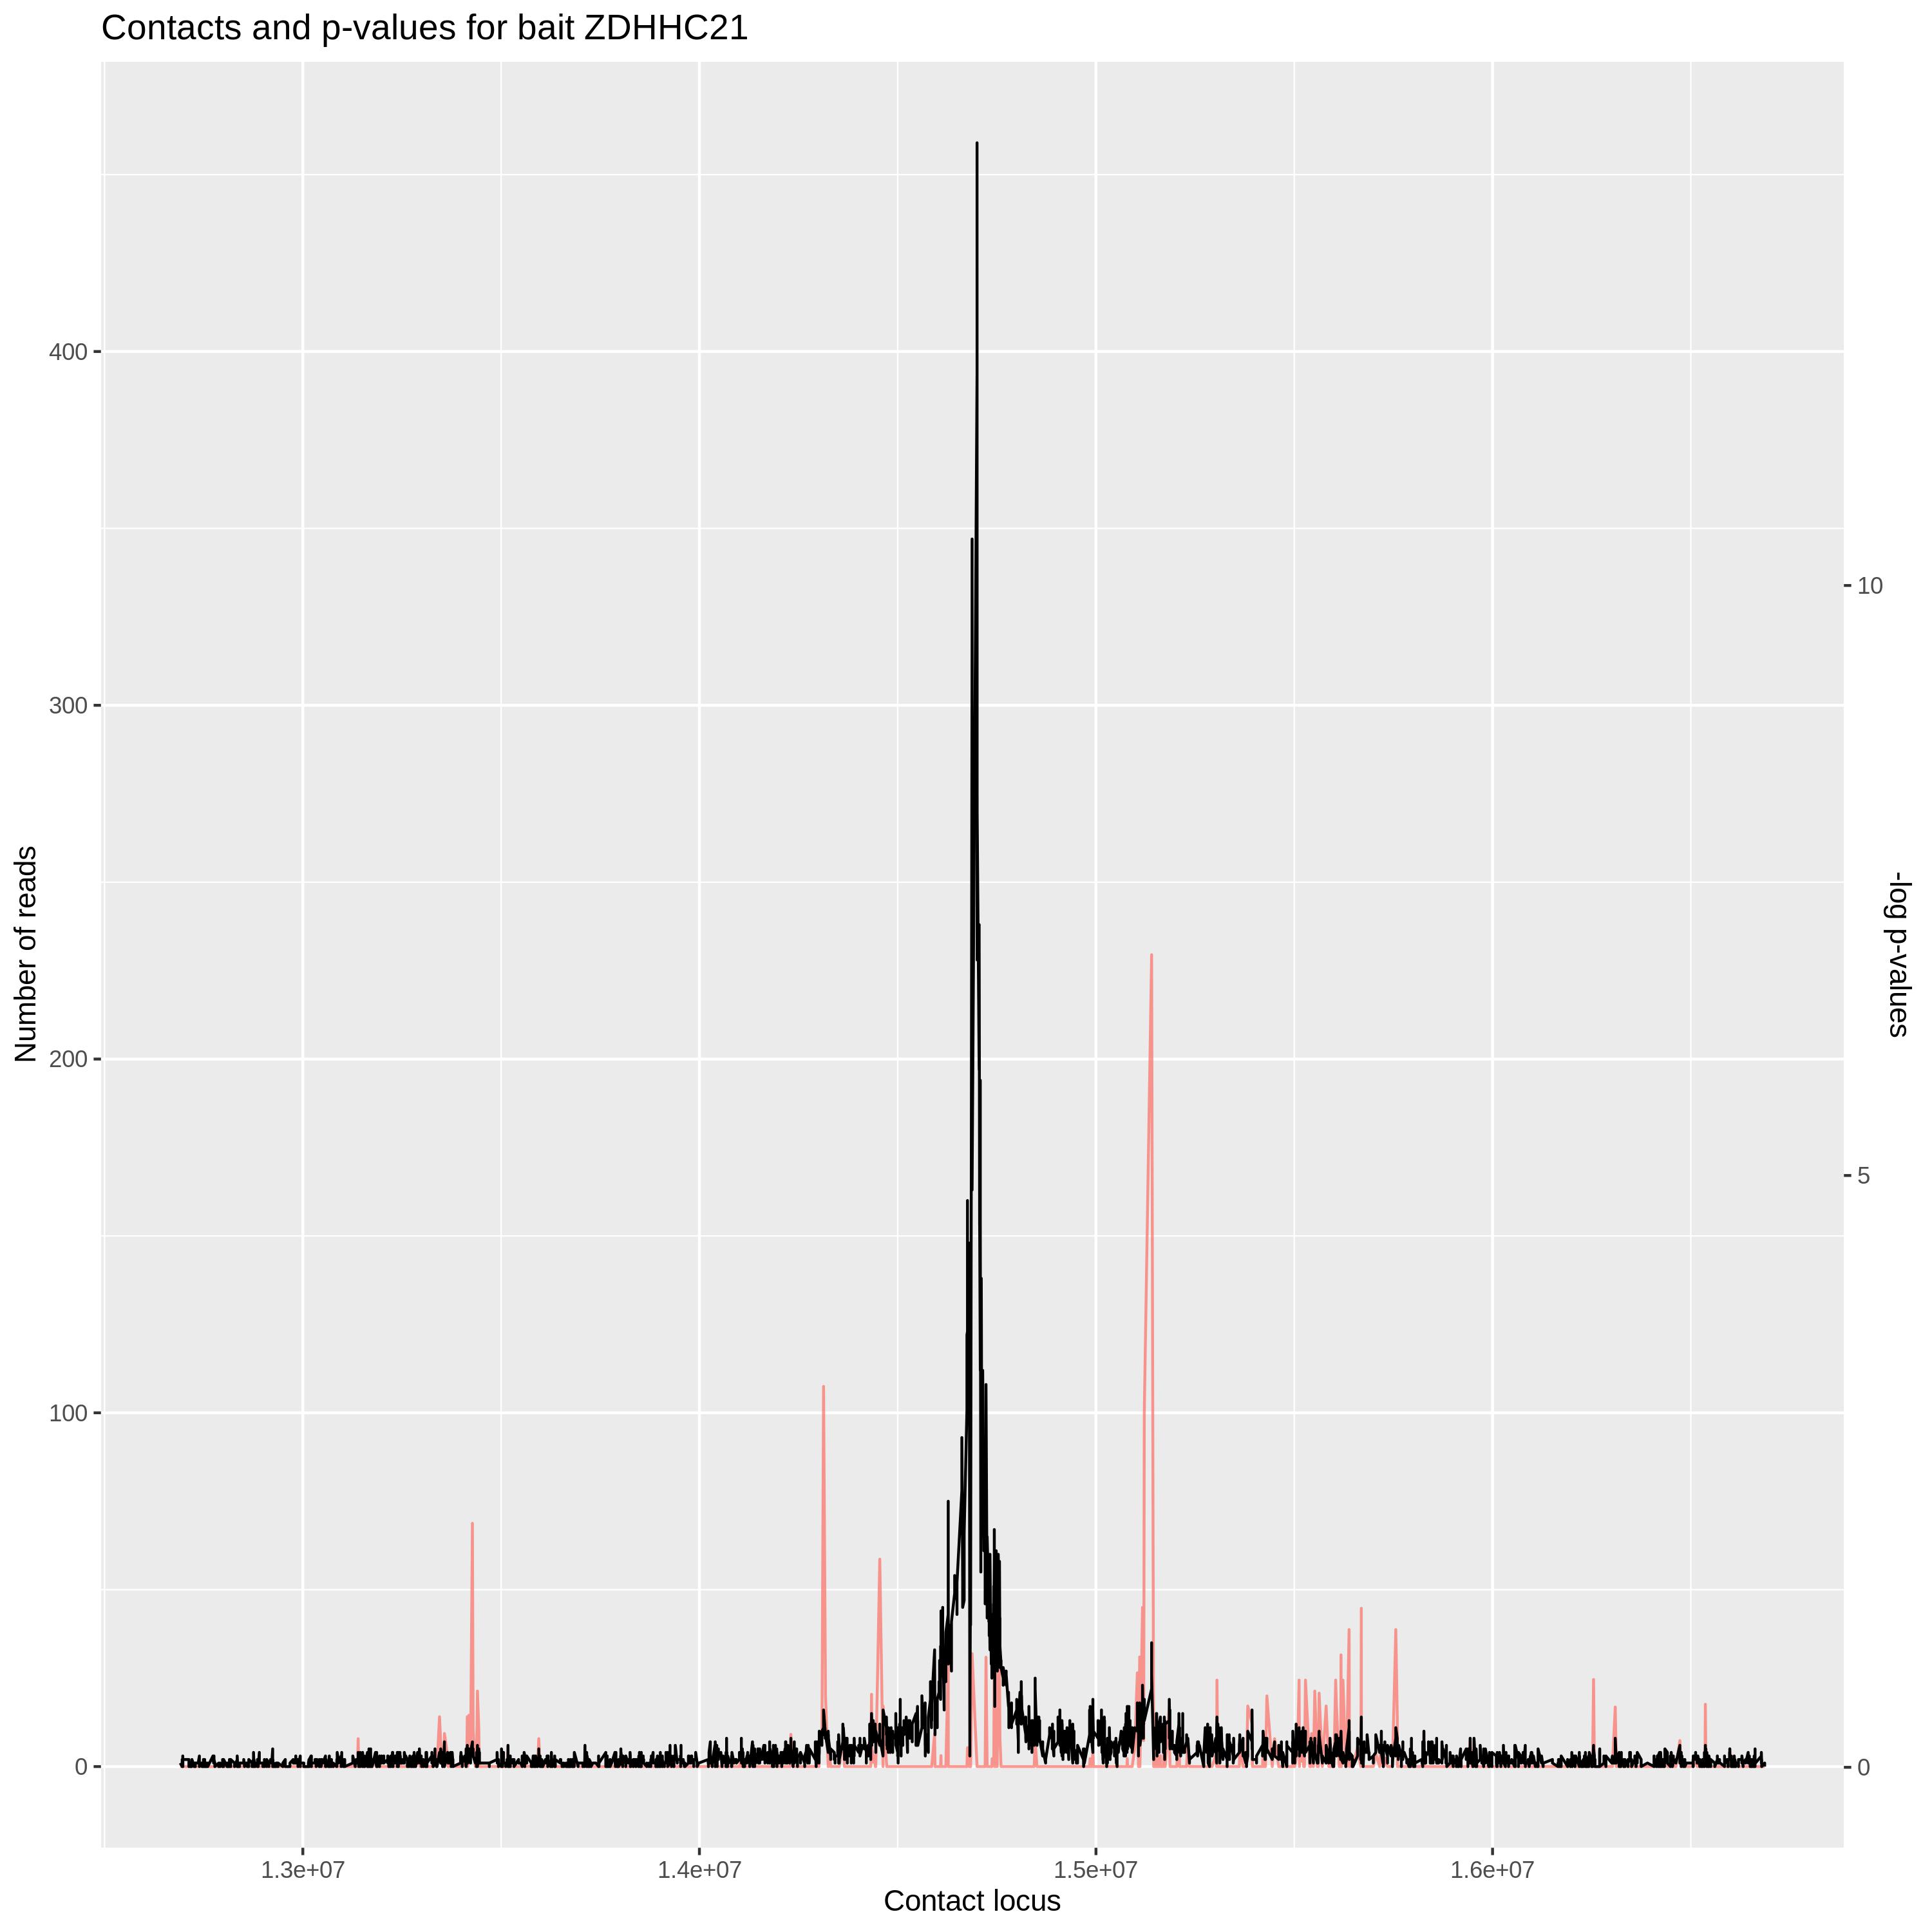 Contacts and p-values for bait ZDHHC21
400
300
200
100
0
Number of reads
10
5
0
-log p-values
1.3e+07
1.4e+07
1.5e+07
1.6e+07
Contact locus